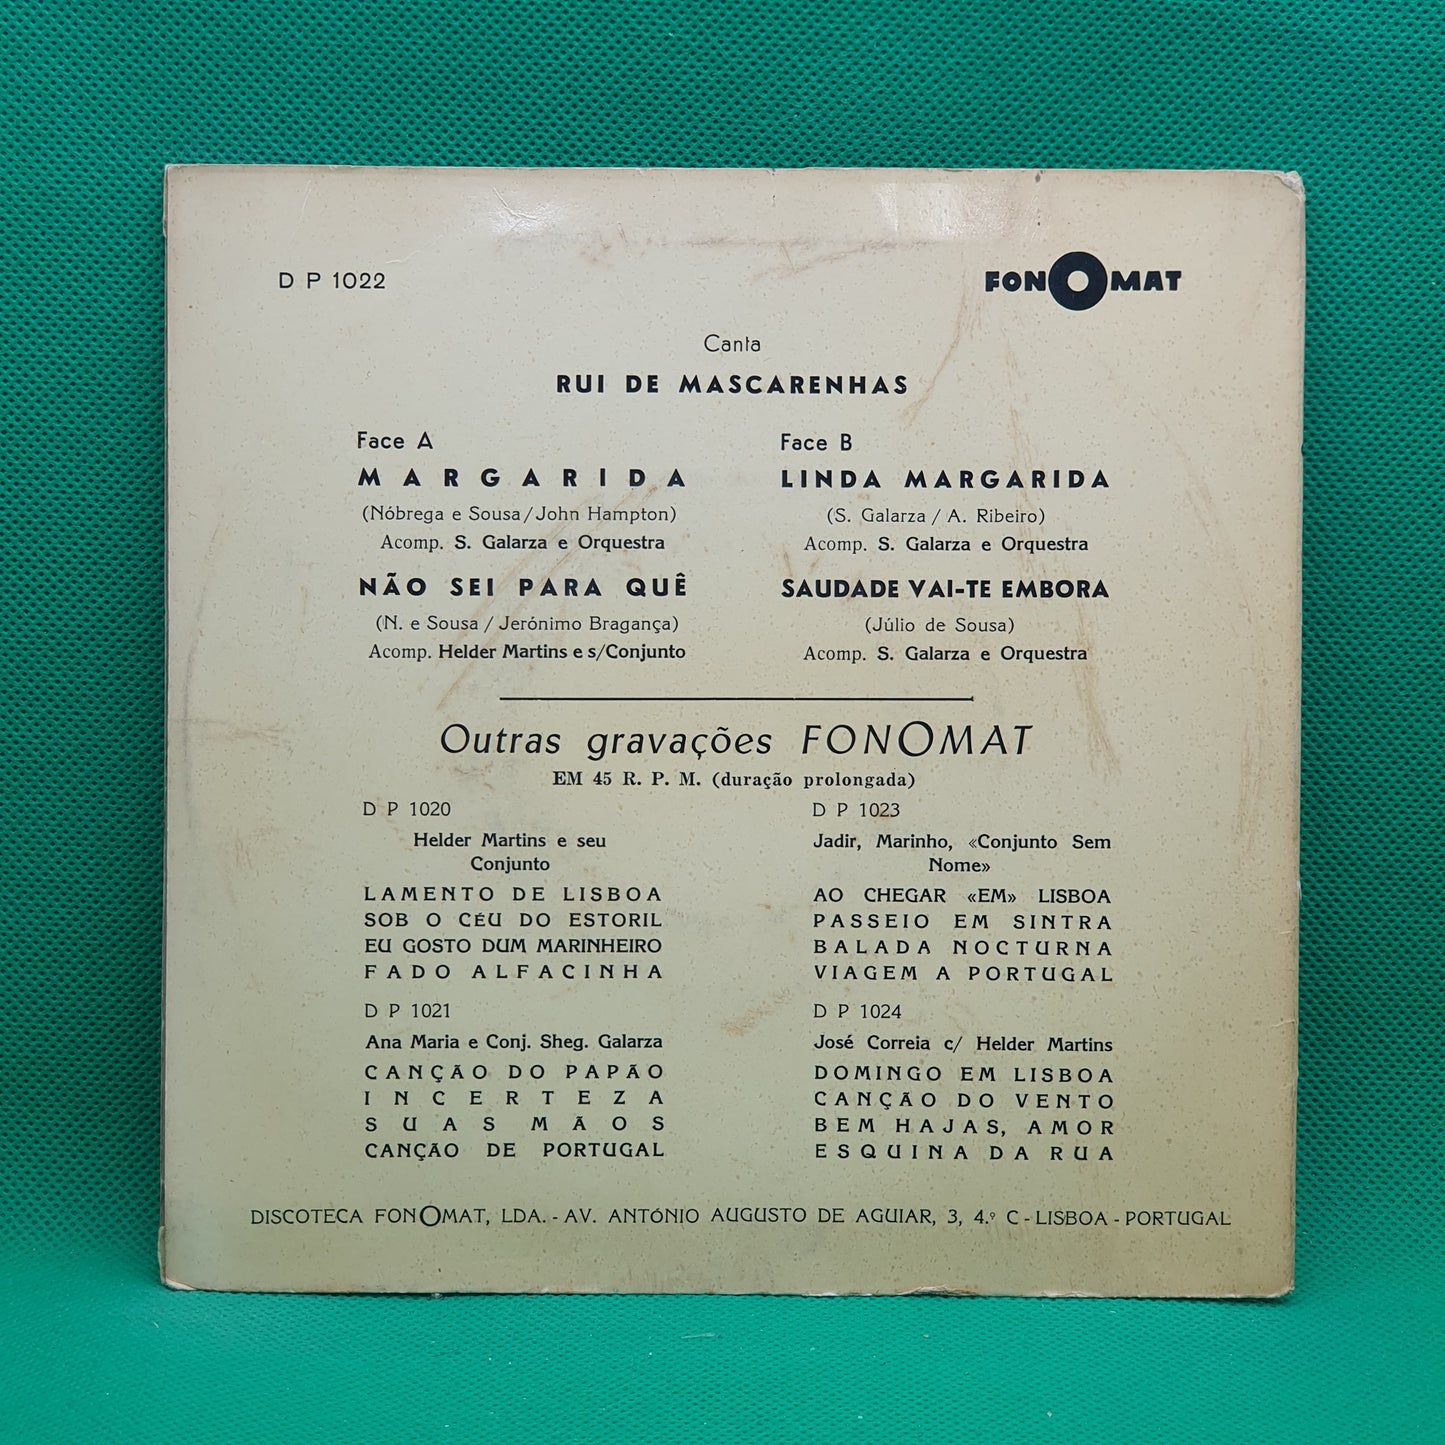 D P 1022
FONOMAT
Canta
RUI DE MASCARENHAS
Face A
MARGARIDA
(Nóbrega e Sousa/John Hampton)
Acomp. S. Galarza e Orquestra
NÃO SEI PARA QUÊ
(N. e Sousa / Jerónimo Bragança)
Acomp. Helder Martins e s/Conjunto
Face B
LINDA MARGARIDA
(S. Galarza / A. Ribeiro)
Acomp. S. Galarza e Orquestra
SAUDADE VAI-TE EMBORA
(Júlio de Sousa)
Acomp. S. Galarza e Orquestra
Outras gravações FONOMAT
EM 45 R. P. M. (duração prolongada)
D P 1020
Helder Martins e seu
Conjunto
LAMENTO DE LISBOA
SOB O CÉU DO ESTORIL
EU GOSTO DUM MARINHEIRO
FADO ALFACINHA
D P 1021
Ana Maria e Conj. Sheg. Galarza
CANÇÃO DO PAPÃO
INCERTEZA
SUAS MÃOS
CANÇÃO DE PORTUGAL
D P 1023
Jadir, Marinho, «Conjunto Sem
Nome»
AO CHEGAR «EM» LISBOA
PASSEIO EM SINTRA
BALADA NOCTURNA
VIAGEM A PORTUGAL
D P 1024
José Correia c/ Helder Martins
DOMINGO EM LISBOA
CANÇÃO DO VENTO
BEM HAJAS, AMOR
ESQUINA DA RUA
DISCOTECA FONOMAT, LDA. - AV. ANTÓNIO AUGUSTO DE AGUIAR, 3, 4.º C - LISBOA - PORTUGAL